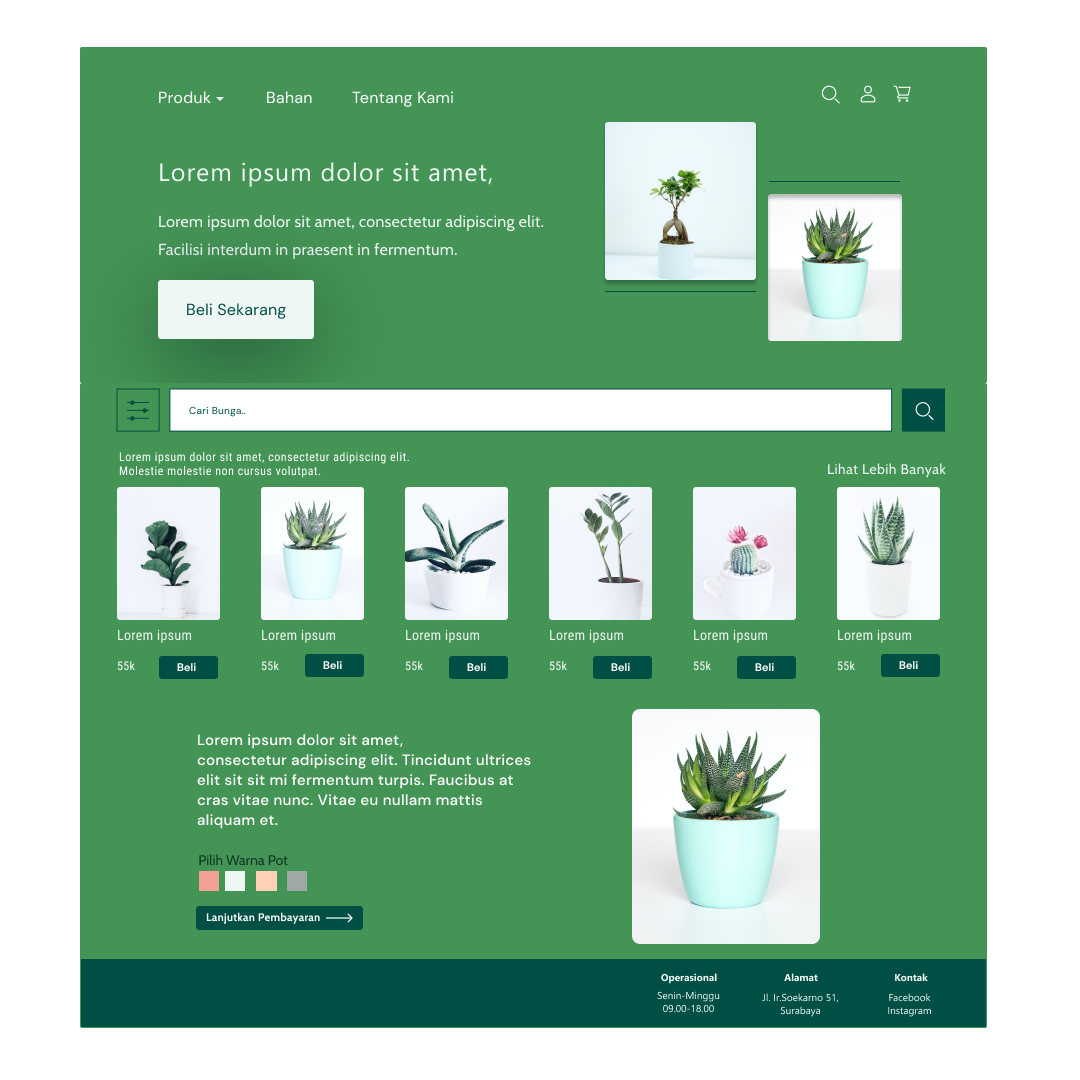 Produk
Bahan
Tentang Kami
Lorem ipsum dolor sit amet,
Lorem ipsum dolor sit amet, consectetur adipiscing elit.
Facilisi interdum in praesent in fermentum.
Beli Sekarang
Cari Bunga..
Lorem ipsum dolor sit amet, consectetur adipiscing elit.
Molestie molestie non cursus volutpat.
Lihat Lebih Banyak
Lorem ipsum
55k
Beli
Lorem ipsum
55k
Beli
Lorem ipsum
55k
Beli
Lorem ipsum
55k
Beli
Lorem ipsum
55k
Beli
Lorem ipsum
55k
Beli
Lorem ipsum dolor sit amet,
consectetur adipiscing elit. Tincidunt ultrices
elit sit sit mi fermentum turpis. Faucibus at
cras vitae nunc. Vitae eu nullam mattis
aliquam et.
Pilih Warna Pot
Lanjutkan Pembayaran
Operasional
Senin-Minggu
09.00-18.00
Alamat
Jl. Ir.Soekarno 51,
Surabaya
Kontak
Facebook
Instagram